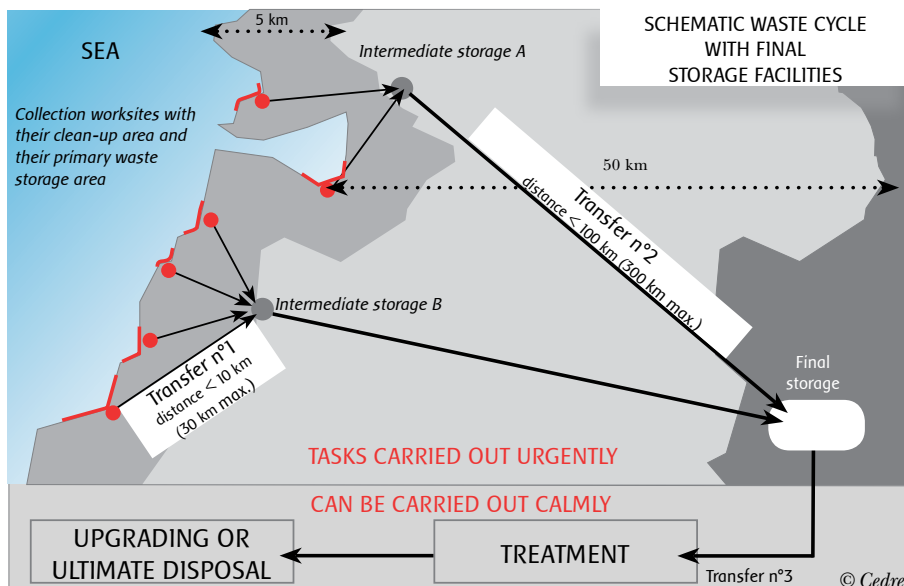 5 km
SCHEMATIC WASTE CYCLE
WITH FINAL
STORAGE FACILITIES
SEA
Intermediate storage A
Collection worksites with
their clean-up area and
their primary waste
storage area
50 km
Transfer n°2
distance < 100 km (300 km max.)
Intermediate storage B
Transfer n°1
distance < 10 km
(30 km max.)
Final
storage
TASKS CARRIED OUT URGENTLY
CAN BE CARRIED OUT CALMLY
UPGRADING OR
ULTIMATE DISPOSAL
TREATMENT
Transfer n°3
© Cedre